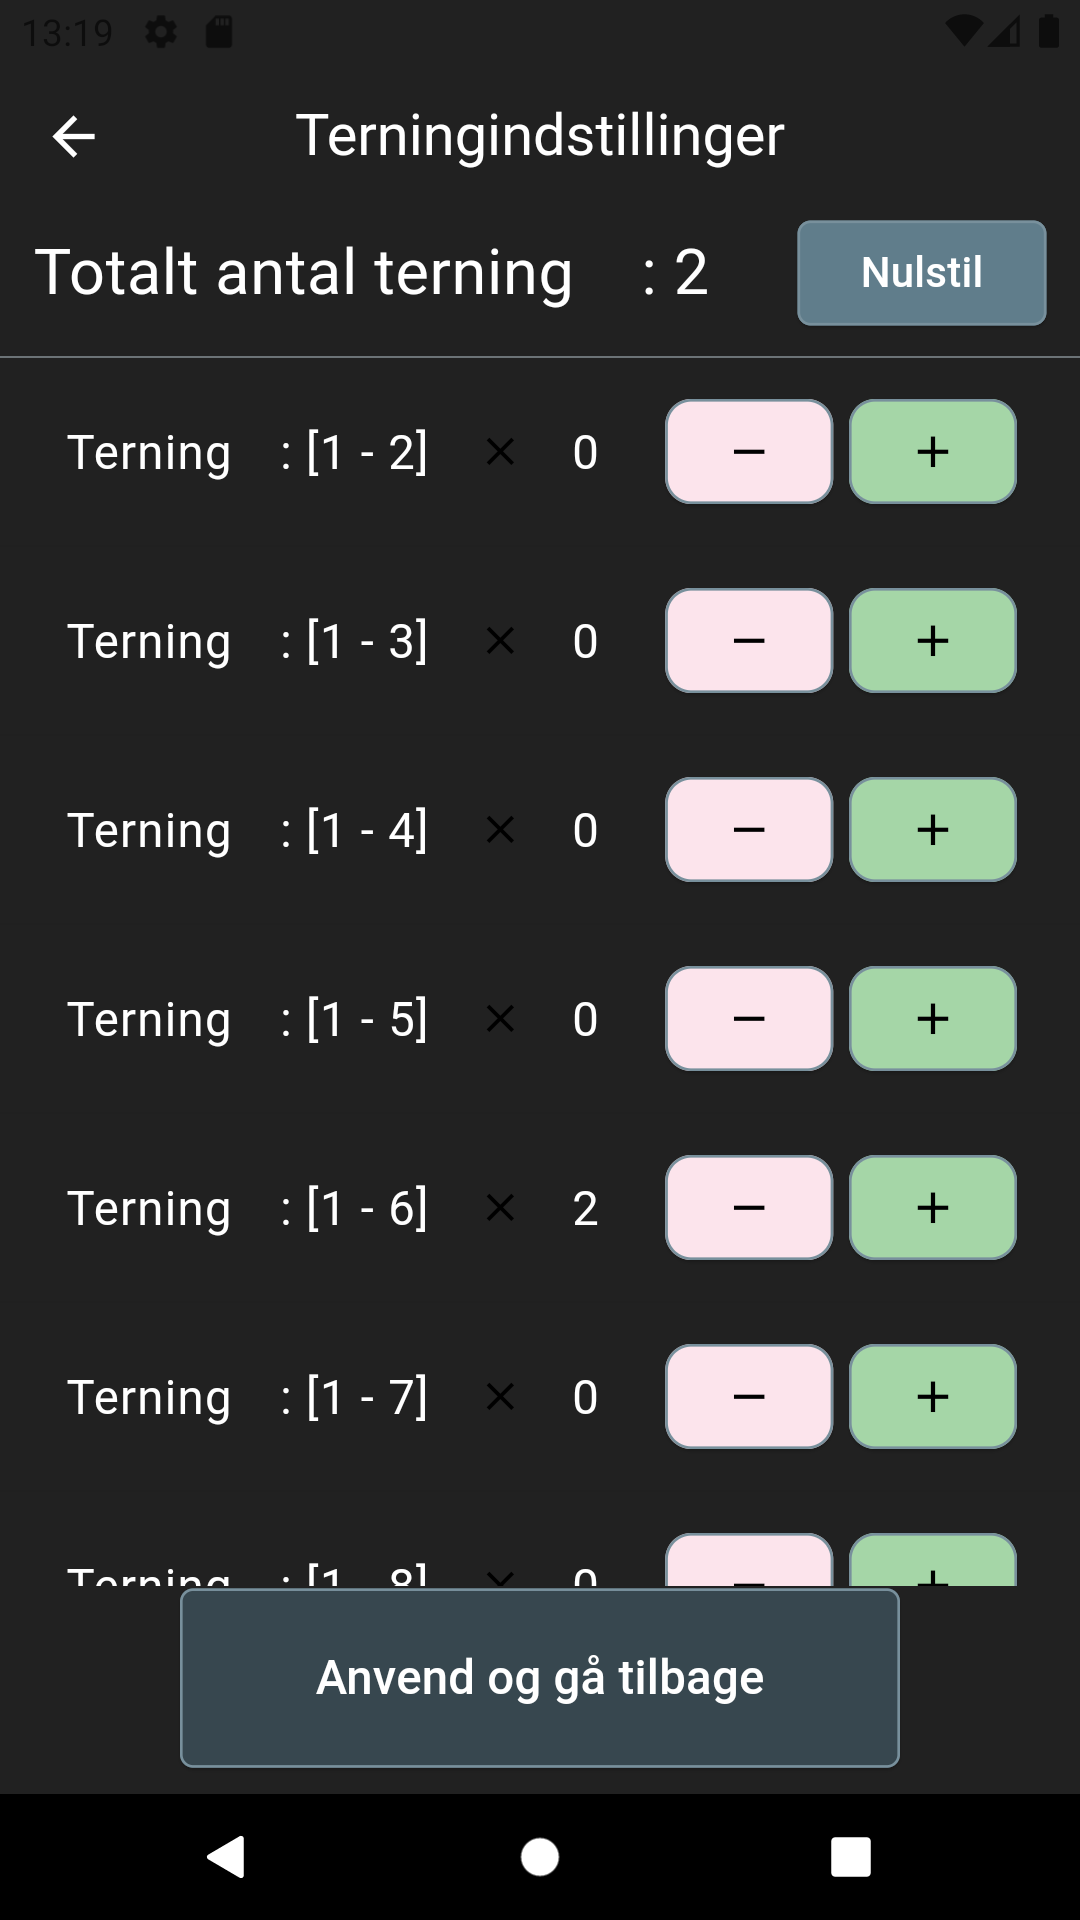 13:19
Terningindstillinger
Totalt antal terning : 2 Nulstil
Terning : [1 - 2] × 0 − +
Terning : [1 - 3] × 0 − +
Terning : [1 - 4] × 0 − +
Terning : [1 - 5] × 0 − +
Terning : [1 - 6] × 2 − +
Terning : [1 - 7] × 0 − +
Terning : [1 - 8] × 0 − +
Anvend og gå tilbage